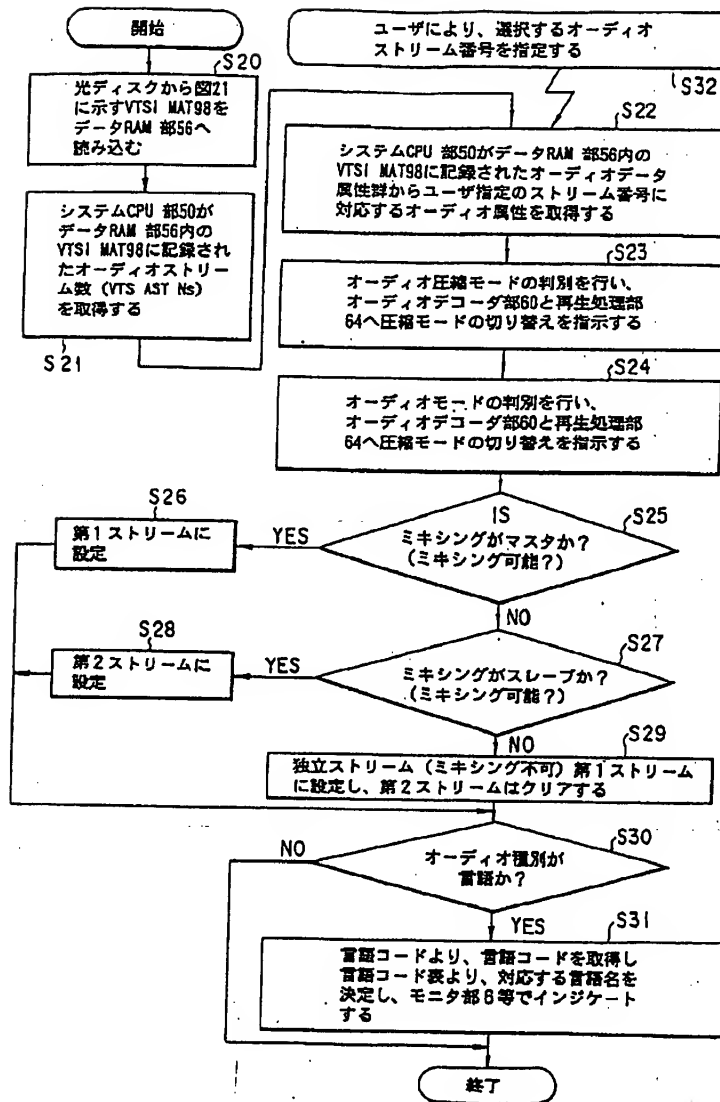 開始
S20
光ディスクから図21
に示すVTSI MAT98を
データRAM 部56へ
読み込む
システムCPU 部50が
データRAM 部56内の
VTSI MAT98に記録され
たオーディオストリー
ム数 (VTS AST Ns)
を取得する
S21
ユーザにより、選択するオーディオ
ストリーム番号を指定する
S32
S22
システムCPU 部50がデータRAM 部56内の
VTSI MAT98に記録されたオーディオデータ
属性群からユーザ指定のストリーム番号に
対応するオーディオ属性を取得する
S23
オーディオ圧縮モードの判別を行い、
オーディオデコーダ部60と再生処理部
64へ圧縮モードの切り替えを指示する
S24
オーディオモードの判別を行い、
オーディオデコーダ部60と再生処理部
64へ圧縮モードの切り替えを指示する
IS
S25
ミキシングがマスタか?
(ミキシング可能?)
YES
S26
第1ストリームに
設定
NO
S27
ミキシングがスレーブか?
(ミキシング可能?)
YES
S28
第2ストリームに
設定
NO
S29
独立ストリーム (ミキシング不可) 第1ストリーム
に設定し、第2ストリームはクリアする
S30
オーディオ種別が
言語か?
NO
YES
S31
言語コードより、言語コードを取得し
言語コード表より、対応する言語名を
決定し、モニタ部6等でインジケート
する
終了